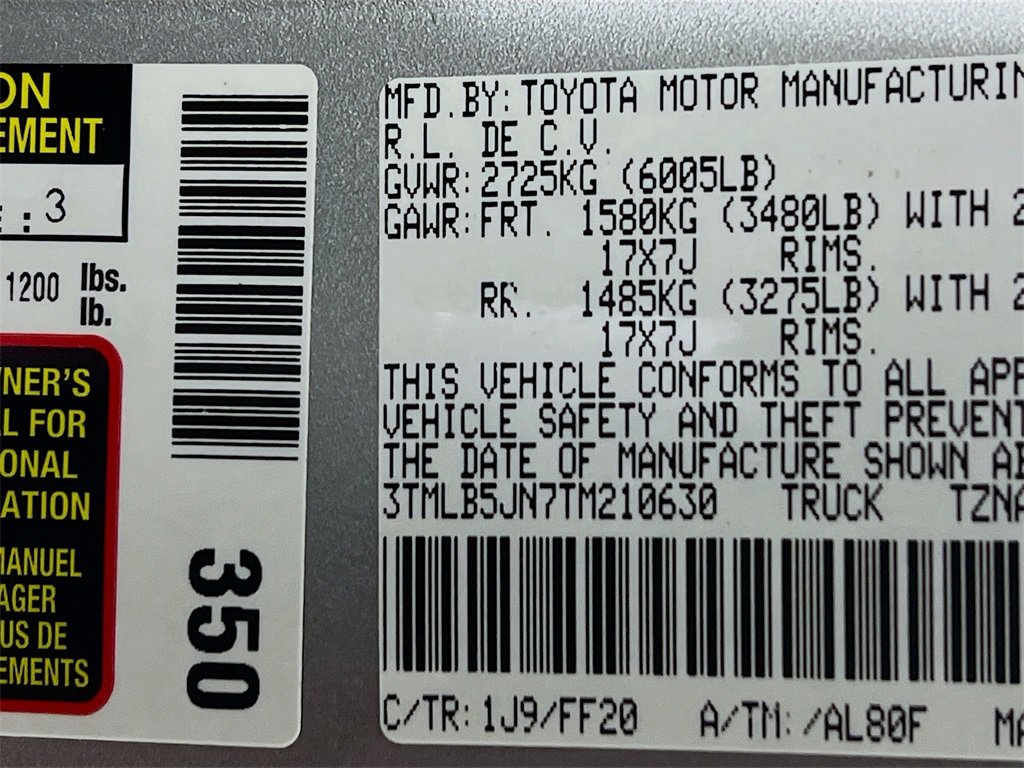 ON
EMENT
: 3
1200 lbs.
lb.
NER'S
L FOR
ONAL
ATION
MANUEL
AGER
US DE
EMENTS
350
MFD.BY:TOYOTA MOTOR MANUFACTURIN
R.L. DE C.V.
GVWR:2725KG (6005LB)
GAWR:FRT. 1580KG (3480LB) WITH 2
17X7J RIMS.
RR. 1485KG (3275LB) WITH 2
17X7J RIMS.
THIS VEHICLE CONFORMS TO ALL APP
VEHICLE SAFETY AND THEFT PREVENT
THE DATE OF MANUFACTURE SHOWN AB
3TMLB5JN7TM210630 TRUCK TZNA
C/TR:1J9/FF20 A/TM:/AL80F MA